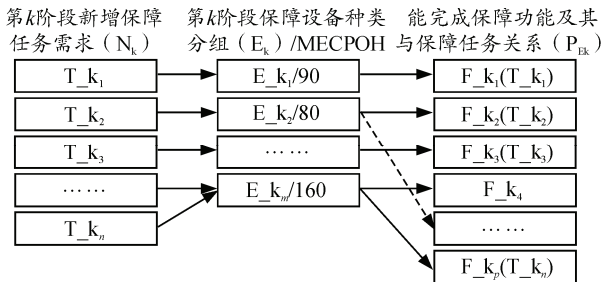 第k阶段新增保障 第k阶段保障设备种类 能完成保障功能及其
任务需求（Nk） 分组（Ek）/MECPOH 与保障任务关系（PEk）
T_k1 E_k1/90 F_k1(T_k1)
T_k2 E_k2/80 F_k2(T_k2)
T_k3 …… F_k3(T_k3)
…… E_km/160 F_k4
T_kn ……
F_kp(T_kn)